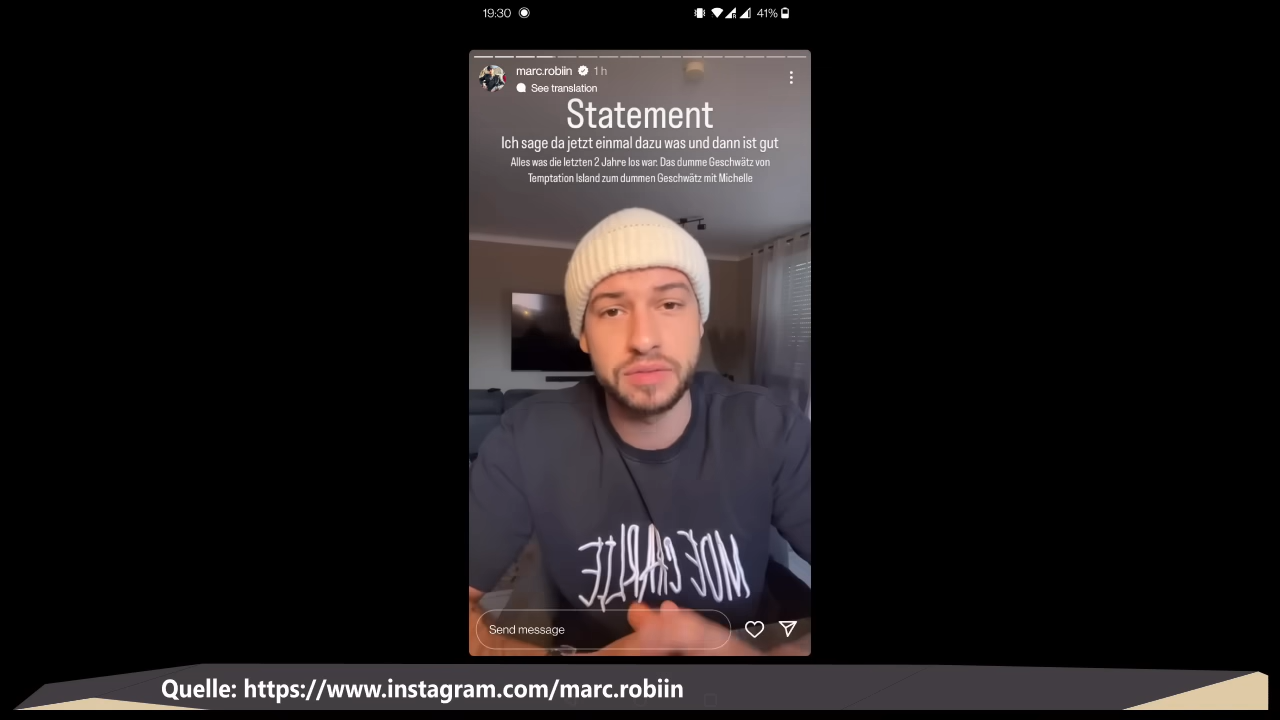 19:30
41%
marc.robiin 1 h
See translation
Statement
Ich sage da jetzt einmal dazu was und dann ist gut
Alles was die letzten 2 Jahre los war. Das dumme Geschwätz von
Temptation Island zum dummen Geschwätz mit Michelle
Send message
Quelle: https://www.instagram.com/marc.robiin